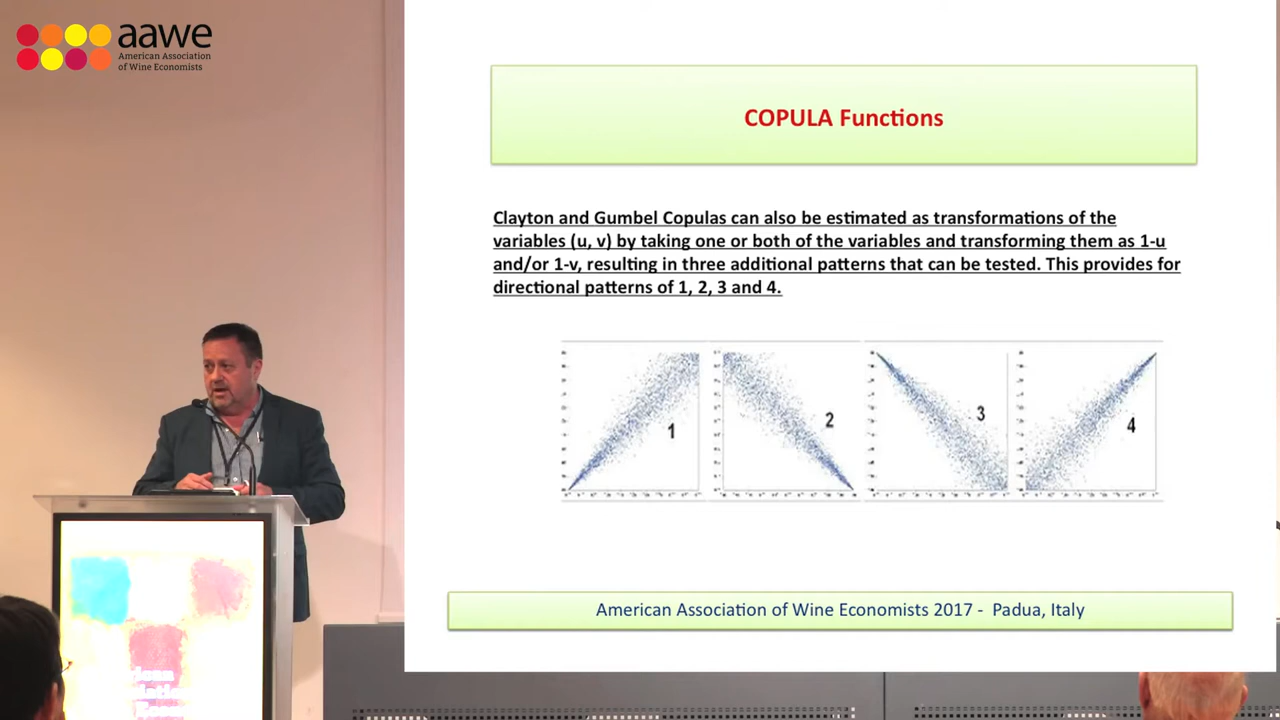 aawe
American Association
of Wine Economists
COPULA Functions
Clayton and Gumbel Copulas can also be estimated as transformations of the
variables (u, v) by taking one or both of the variables and transforming them as 1-u
and/or 1-v, resulting in three additional patterns that can be tested. This provides for
directional patterns of 1, 2, 3 and 4.
1
2
3
4
American Association of Wine Economists 2017 - Padua, Italy